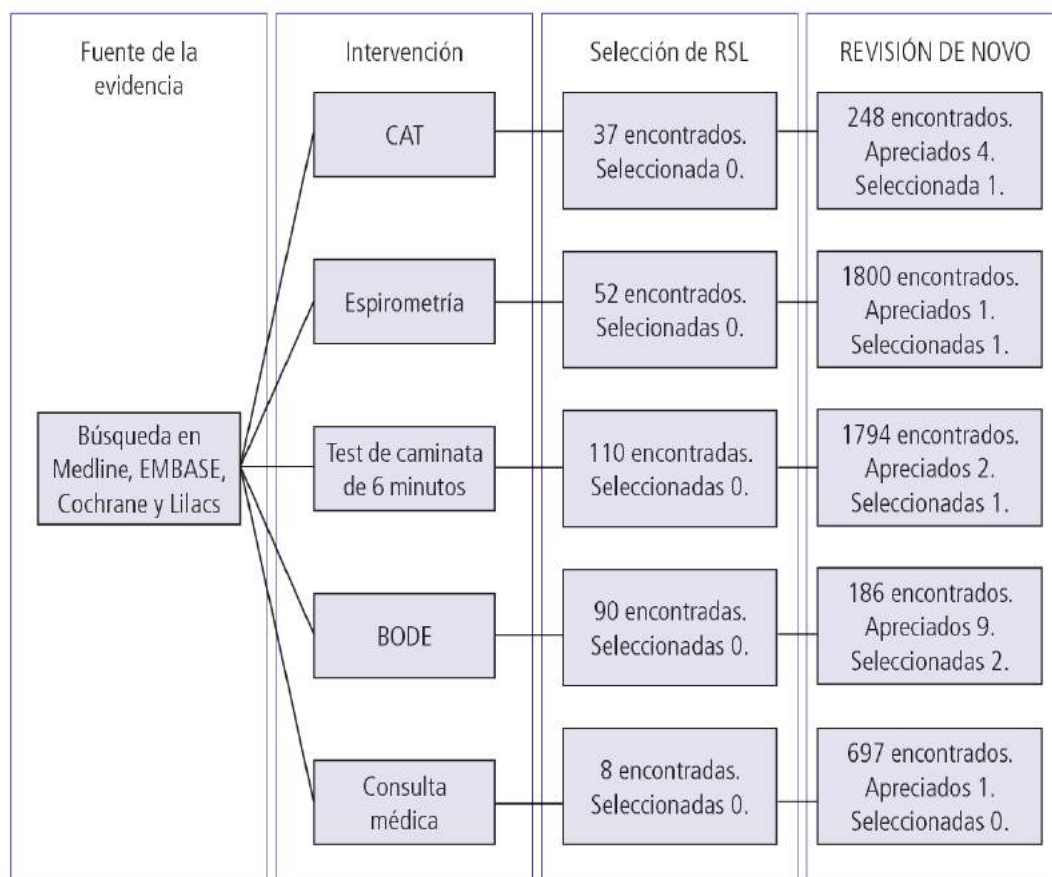 Fuente de la
evidencia
Intervención
Selección de RSL
REVISIÓN DE NOVO
CAT
37 encontrados.
Seleccionada 0.
248 encontrados.
Apreciados 4.
Seleccionada 1.
Espirometría
52 encontrados.
Selecionadas 0.
1800 encontrados.
Apreciados 1.
Seleccionadas 1.
Búsqueda en
Medline, EMBASE,
Cochrane y Lilacs
Test de caminata
de 6 minutos
110 encontradas.
Seleccionadas 0.
1794 encontrados.
Apreciados 2.
Seleccionadas 1.
BODE
90 encontradas.
Seleccionadas 0.
186 encontrados.
Apreciados 9.
Seleccionadas 2.
Consulta
médica
8 encontradas.
Seleccionadas 0.
697 encontrados.
Apreciados 1.
Seleccionadas 0.